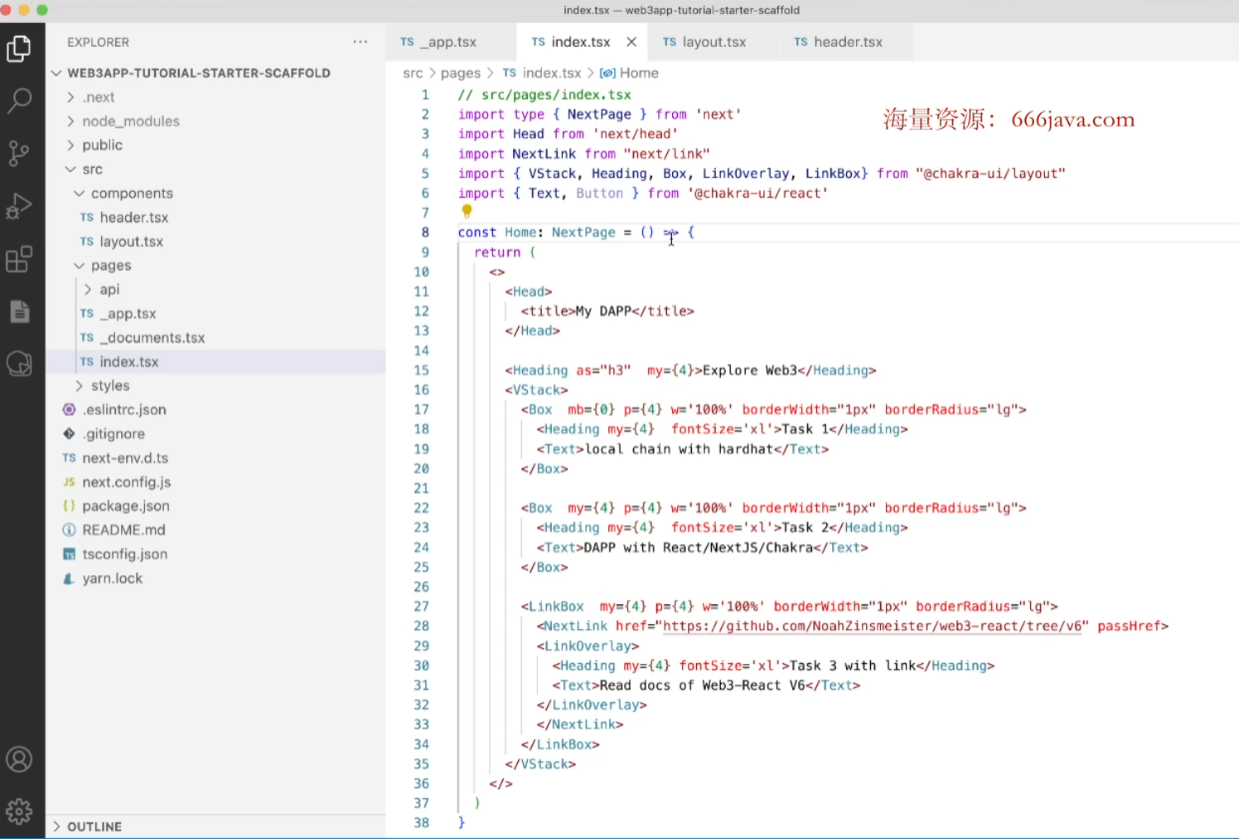 index.tsx — web3app-tutorial-starter-scaffold
EXPLORER ...
WEB3APP-TUTORIAL-STARTER-SCAFFOLD
.next
node_modules
public
src
components
TS header.tsx
TS layout.tsx
pages
api
TS _app.tsx
TS _documents.tsx
TS index.tsx
styles
.eslintrc.json
.gitignore
TS next-env.d.ts
JS next.config.js
{} package.json
README.md
TS tsconfig.json
yarn.lock
OUTLINE
TS _app.tsx TS index.tsx TS layout.tsx TS header.tsx
src > pages > TS index.tsx > Home
海量资源：666java.com
1 // src/pages/index.tsx
2 import type { NextPage } from 'next'
3 import Head from 'next/head'
4 import NextLink from "next/link"
5 import { VStack, Heading, Box, LinkOverlay, LinkBox} from "@chakra-ui/layout"
6 import { Text, Button } from '@chakra-ui/react'
7
8 const Home: NextPage = () => {
9 return (
10 <>
11 <Head>
12 <title>My DAPP</title>
13 </Head>
14
15 <Heading as="h3"  my={4}>Explore Web3</Heading>
16 <VStack>
17 <Box  mb={0} p={4} w='100%' borderWidth="1px" borderRadius="lg">
18 <Heading my={4}  fontSize='xl'>Task 1</Heading>
19 <Text>local chain with hardhat</Text>
20 </Box>
21
22 <Box  my={4} p={4} w='100%' borderWidth="1px" borderRadius="lg">
23 <Heading my={4}  fontSize='xl'>Task 2</Heading>
24 <Text>DAPP with React/NextJS/Chakra</Text>
25 </Box>
26
27 <LinkBox  my={4} p={4} w='100%' borderWidth="1px" borderRadius="lg">
28 <NextLink href="https://github.com/NoahZinsmeister/web3-react/tree/v6" passHref>
29 <LinkOverlay>
30 <Heading my={4} fontSize='xl'>Task 3 with link</Heading>
31 <Text>Read docs of Web3-React V6</Text>
32 </LinkOverlay>
33 </NextLink>
34 </LinkBox>
35 </VStack>
36 </>
37 )
38 }